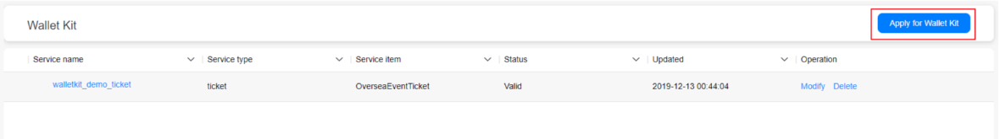 Wallet Kit
Apply for Wallet Kit
Service name Service type Service item Status Updated Operation
walletkit_demo_ticket ticket OverseaEventTicket Valid 2019-12-13 00:44:04 Modify Delete